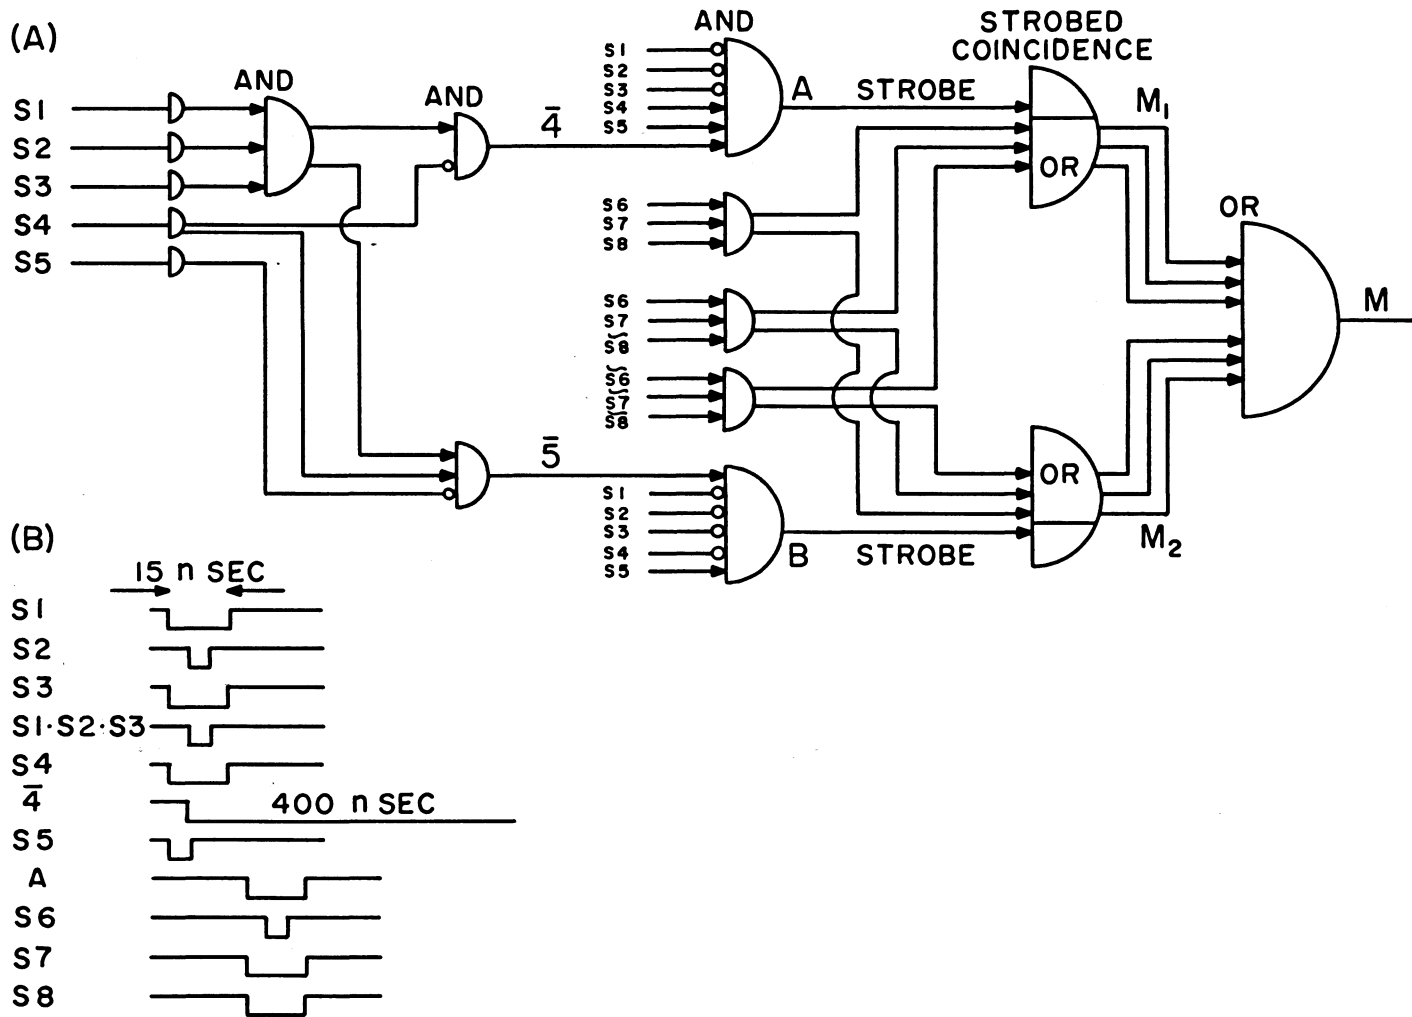 (A)
AND
STROBED
COINCIDENCE
S1
S2
S3
S4
S5
AND
AND
4̅
S1
S2
S3
S4
S5
A
STROBE
OR
M₁
S6
S7
S8
S6
S7
S̃8
S̃6
S̃7
S̃8
OR
M
5̅
S1
S2
S3
S4
S5
B
STROBE
OR
M₂
(B)
15 n SEC
S1
S2
S3
S1·S2·S3
S4
4̅
400 n SEC
S5
A
S6
S7
S8